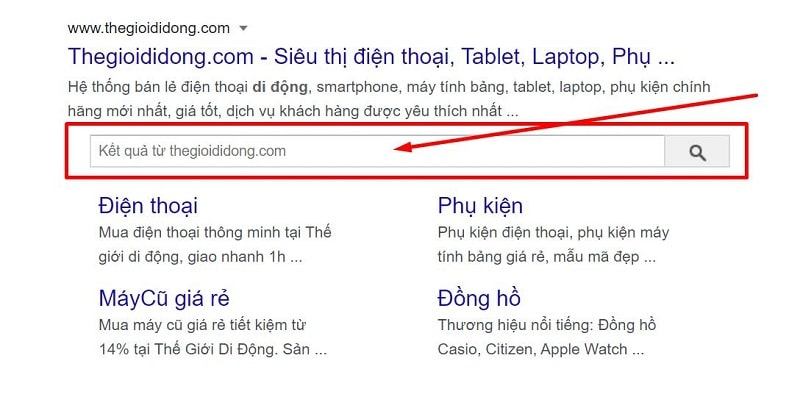 www.thegioididong.com
Thegioididong.com - Siêu thị điện thoại, Tablet, Laptop, Phụ ...
Hệ thống bán lẻ điện thoại di động, smartphone, máy tính bảng, tablet, laptop, phụ kiện chính
hãng mới nhất, giá tốt, dịch vụ khách hàng được yêu thích nhất ...
Kết quả từ thegioididong.com
Điện thoại
Mua điện thoại thông minh tại Thế
giới di động, giao nhanh 1h ...
Phụ kiện
Phụ kiện điện thoại, phụ kiện máy
tính bảng giá rẻ, mẫu mã đẹp ...
MáyCũ giá rẻ
Mua máy cũ giá rẻ tiết kiệm từ
14% tại Thế Giới Di Động. Sản ...
Đồng hồ
Thương hiệu nổi tiếng: Đồng hồ
Casio, Citizen, Apple Watch ...